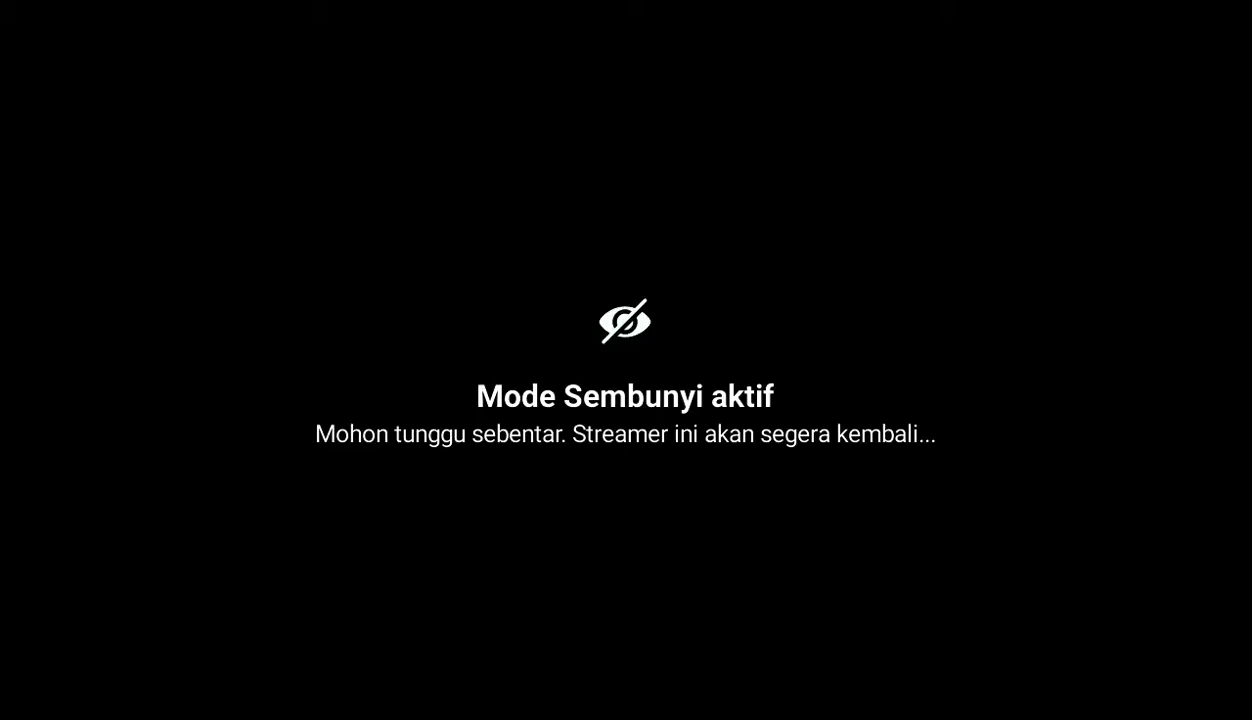 Mode Sembunyi aktif
Mohon tunggu sebentar. Streamer ini akan segera kembali...